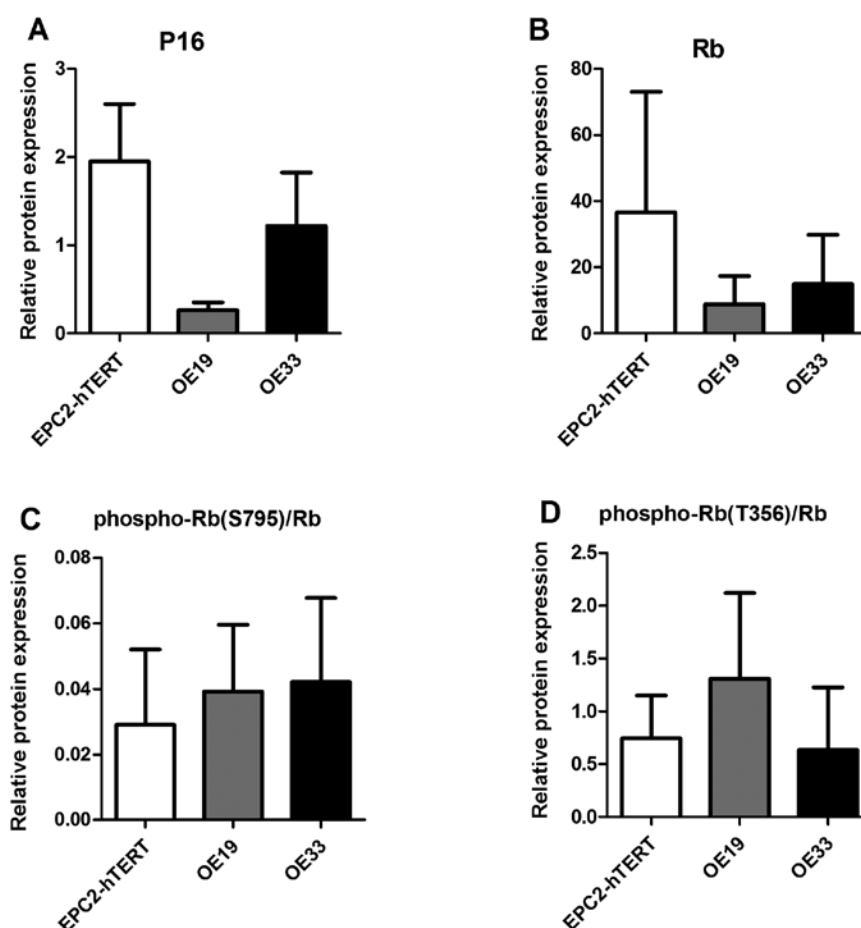 A
P16
Relative protein expression
3
2
1
0
EPC2-hTERT
OE19
OE33
B
Rb
Relative protein expression
80
60
40
20
0
EPC2-hTERT
OE19
OE33
C
phospho-Rb(S795)/Rb
Relative protein expression
0.08
0.06
0.04
0.02
0.00
EPC2-hTERT
OE19
OE33
D
phospho-Rb(T356)/Rb
Relative protein expression
2.5
2.0
1.5
1.0
0.5
0.0
EPC2-hTERT
OE19
OE33